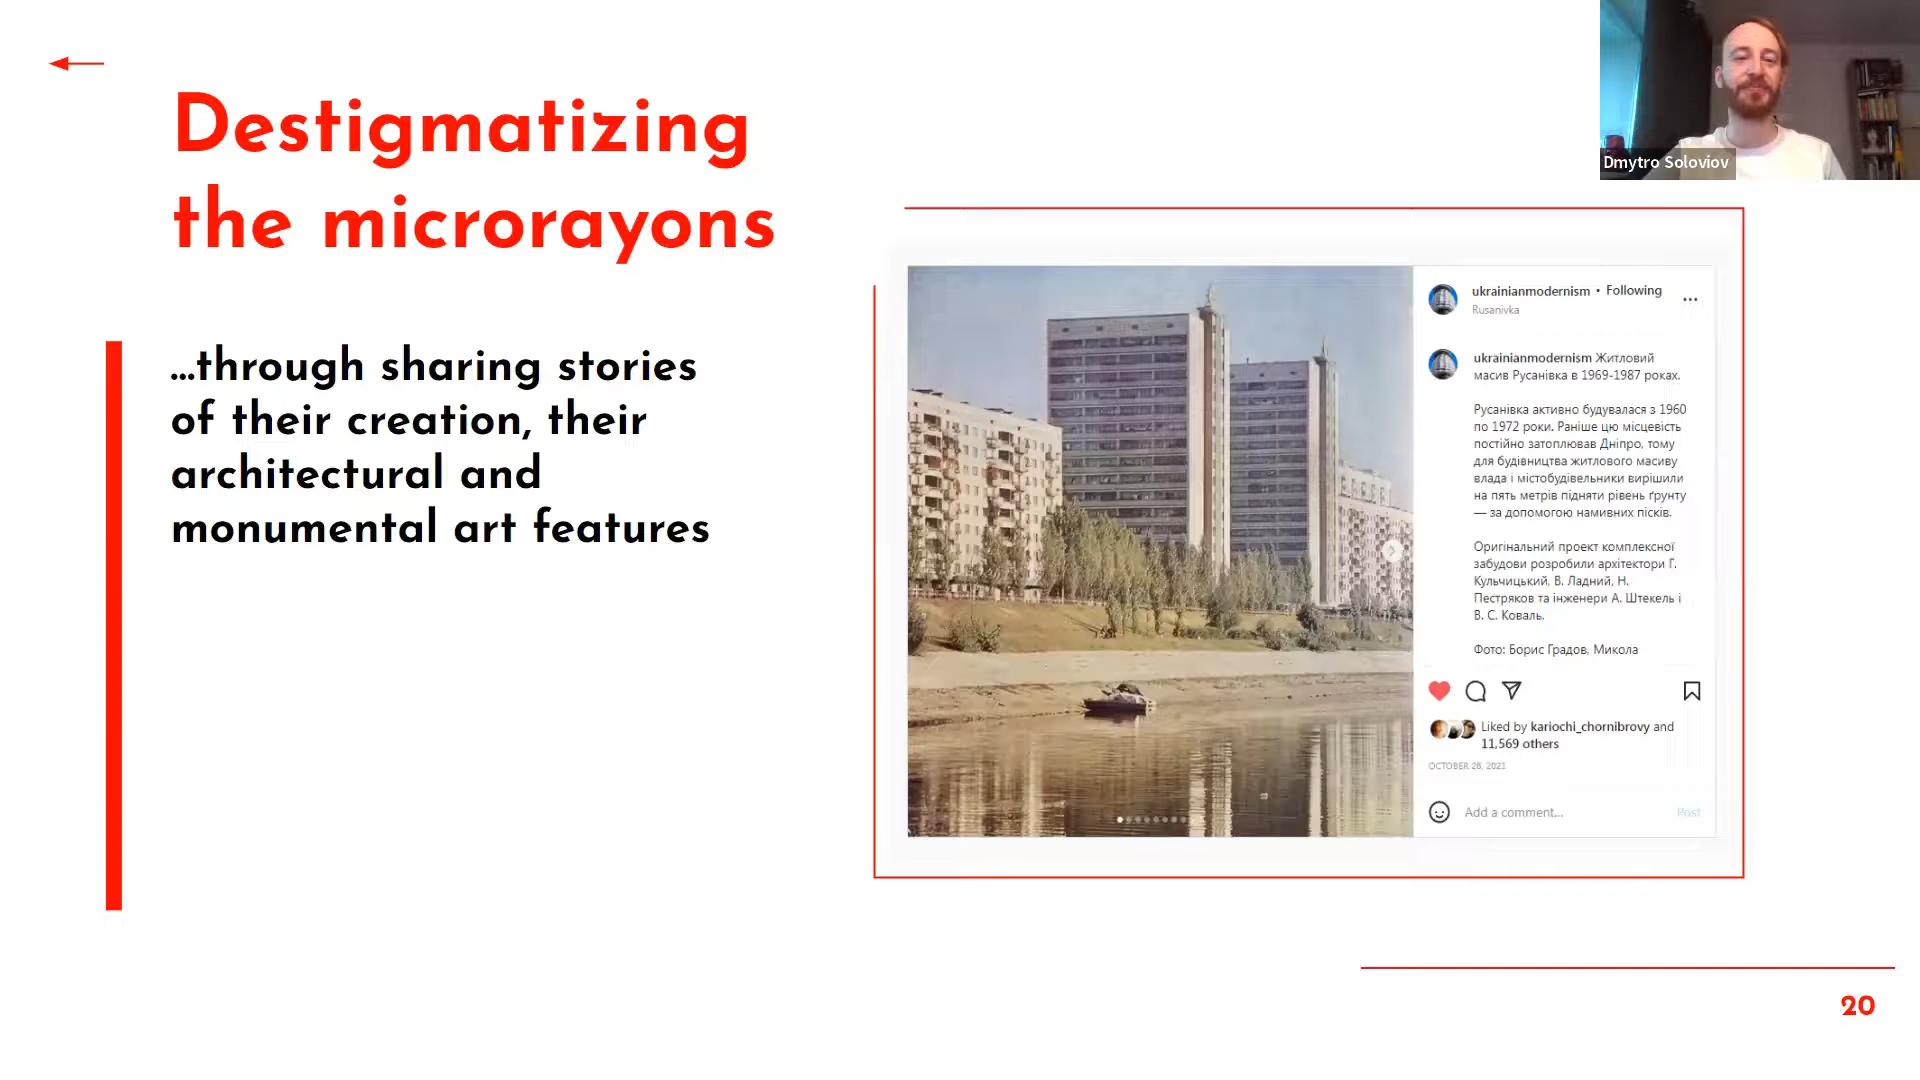 Destigmatizing
the microrayons
...through sharing stories
of their creation, their
architectural and
monumental art features
Dmytro Soloviov
ukrainianmodernism • Following
Rusanivka
ukrainianmodernism Житловий
масив Русанівка в 1969-1987 роках.
Русанівка активно будувалася з 1960
по 1972 роки. Раніше цю місцевість
постійно затоплював Дніпро, тому
для будівництва житлового масиву
влада і містобудівельники вирішили
на пять метрів підняти рівень ґрунту
— за допомогою намивних пісків.
Оригінальний проект комплексної
забудови розробили архітектори Г.
Кульчицький, В. Ладний, Н.
Пестряков та інженери А. Штекель і
В. С. Коваль.
Фото: Борис Градов, Микола
Liked by kariochi_chornibrovy and
11,569 others
OCTOBER 28, 2021
Add a comment...
Post
20